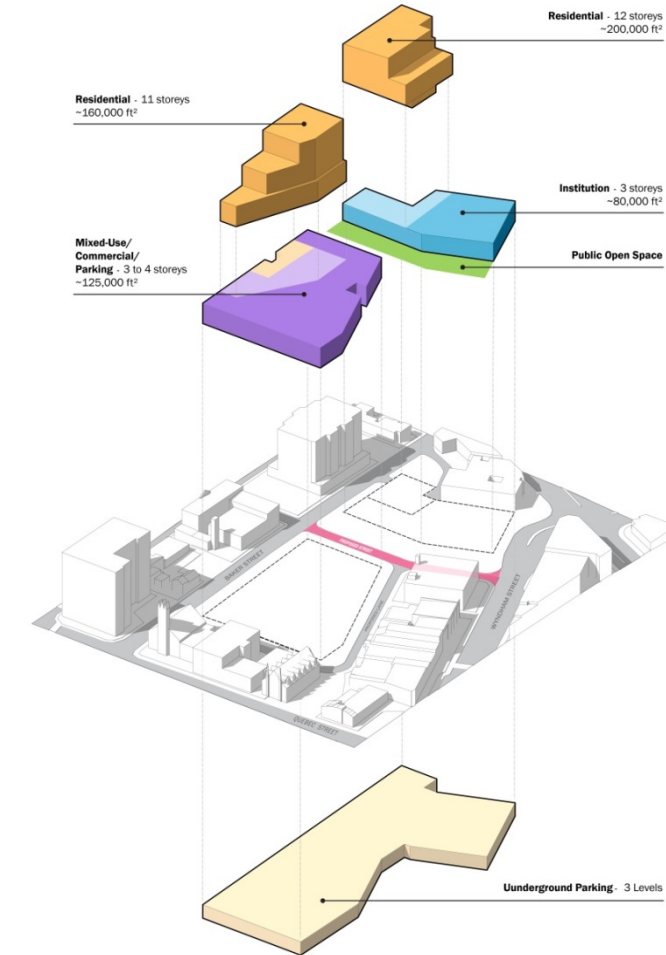 Residential - 12 storeys
~200,000 ft²
Residential - 11 storeys
~160,000 ft²
Institution - 3 storeys
~80,000 ft²
Mixed-Use/
Commercial/
Parking - 3 to 4 storeys
~125,000 ft²
Public Open Space
BAKER STREET
WYNDHAM STREET
QUEBEC STREET
Uunderground Parking - 3 Levels